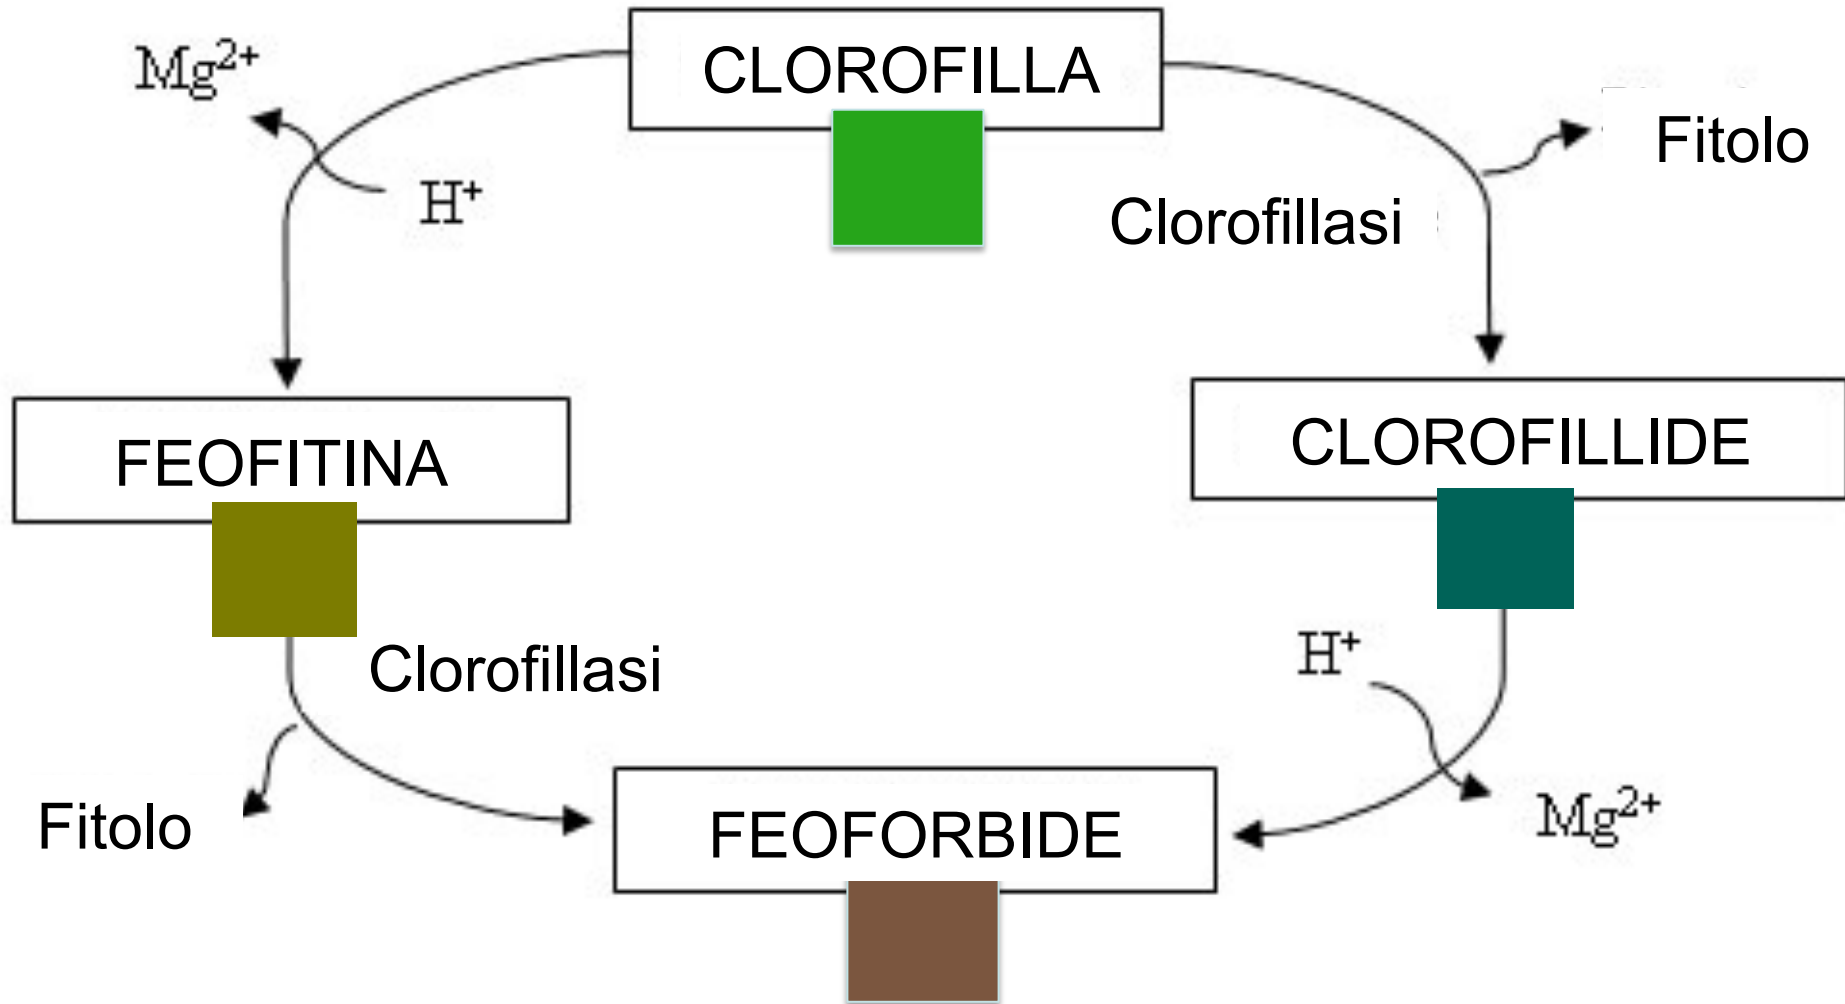 CLOROFILLA
Mg²⁺
Fitolo
H⁺
Clorofillasi
FEOFITINA
CLOROFILLIDE
Clorofillasi
H⁺
Fitolo
FEOFORBIDE
Mg²⁺